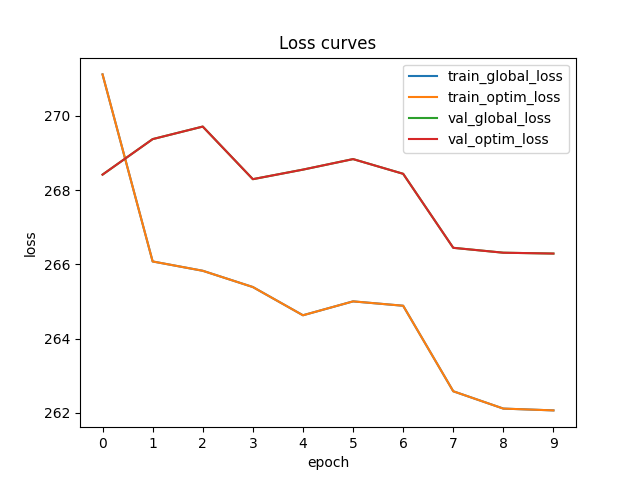 Loss curves
train_global_loss
train_optim_loss
val_global_loss
val_optim_loss
270
268
266
264
262
loss
0 1 2 3 4 5 6 7 8 9
epoch